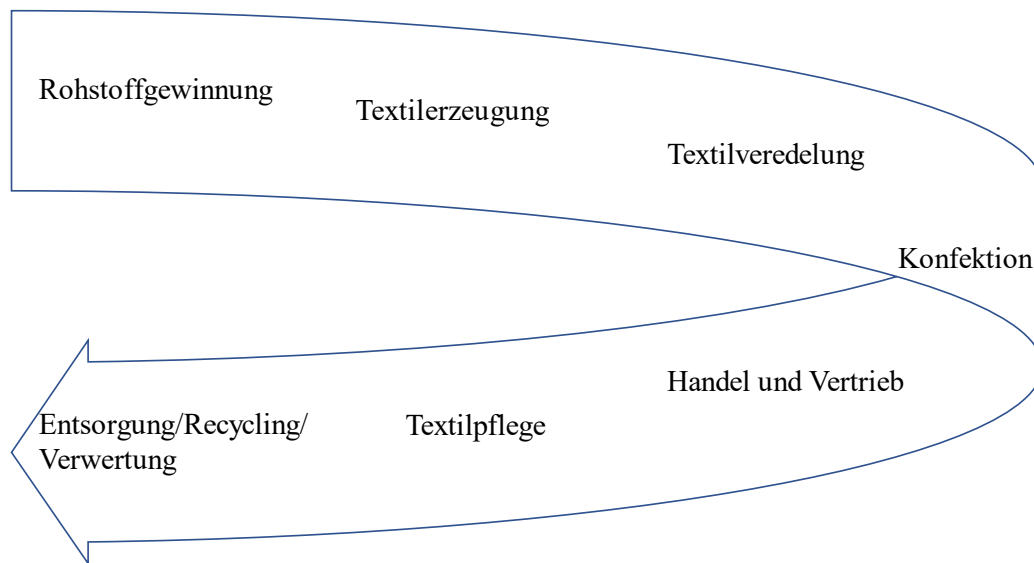 Rohstoffgewinnung
Textilerzeugung
Textilveredelung
Konfektion
Handel und Vertrieb
Textilpflege
Entsorgung/Recycling/
Verwertung